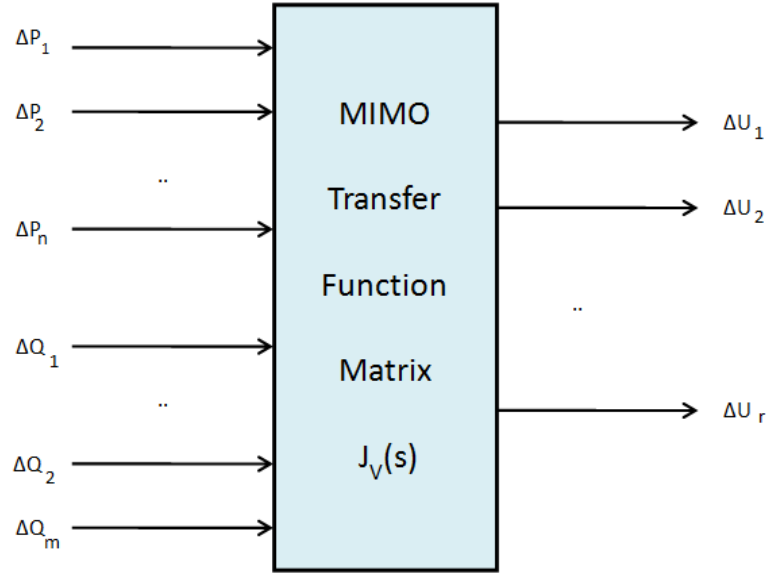 ΔP1
ΔP2
..
ΔPn
ΔQ1
..
ΔQ2
ΔQm
MIMO
Transfer
Function
Matrix
JV(s)
ΔU1
ΔU2
..
ΔUr